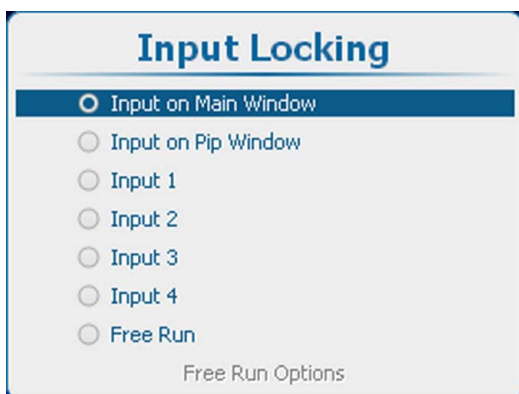 Input Locking
Input on Main Window
Input on Pip Window
Input 1
Input 2
Input 3
Input 4
Free Run
Free Run Options